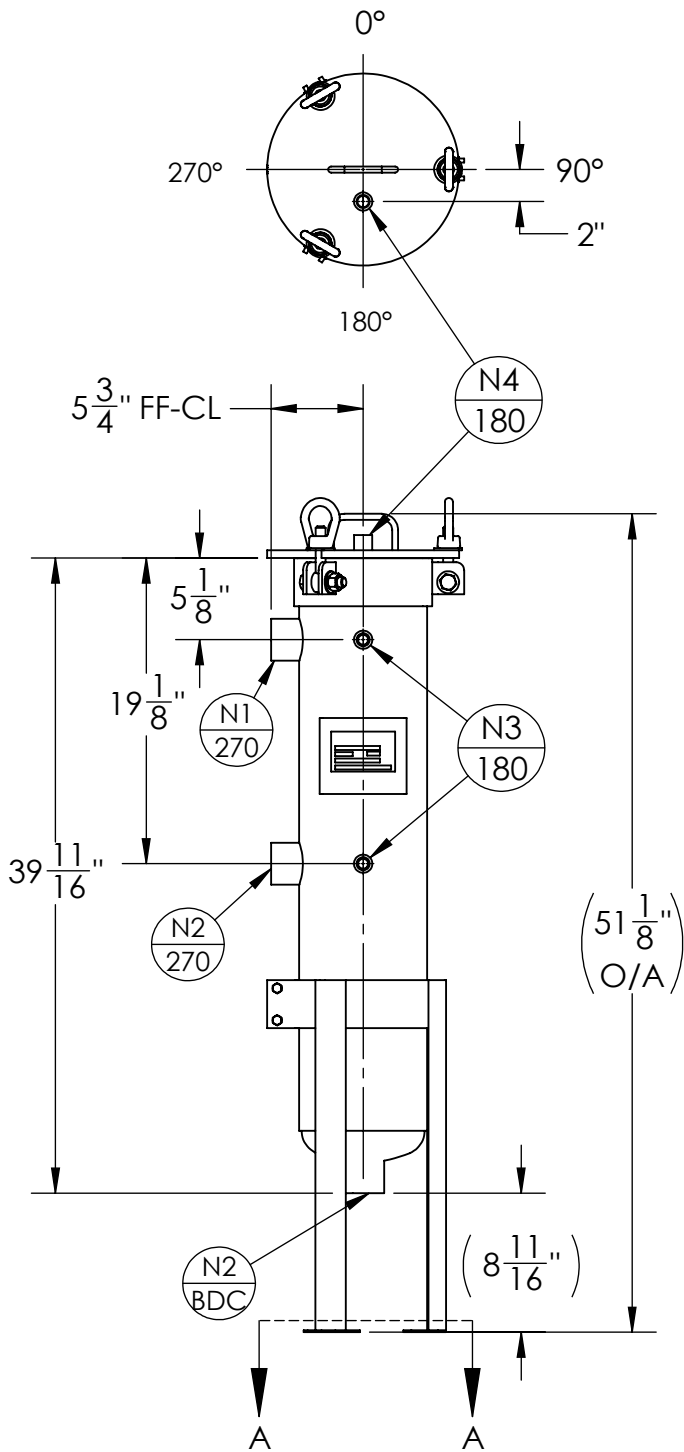 0°
270°
90°
2"
180°
N4
180
5 3/4" FF-CL
5 1/8"
19 1/8"
N1
270
N3
180
39 11/16"
N2
270
(51 1/8"
O/A)
N2
BDC
(8 11/16")
A A